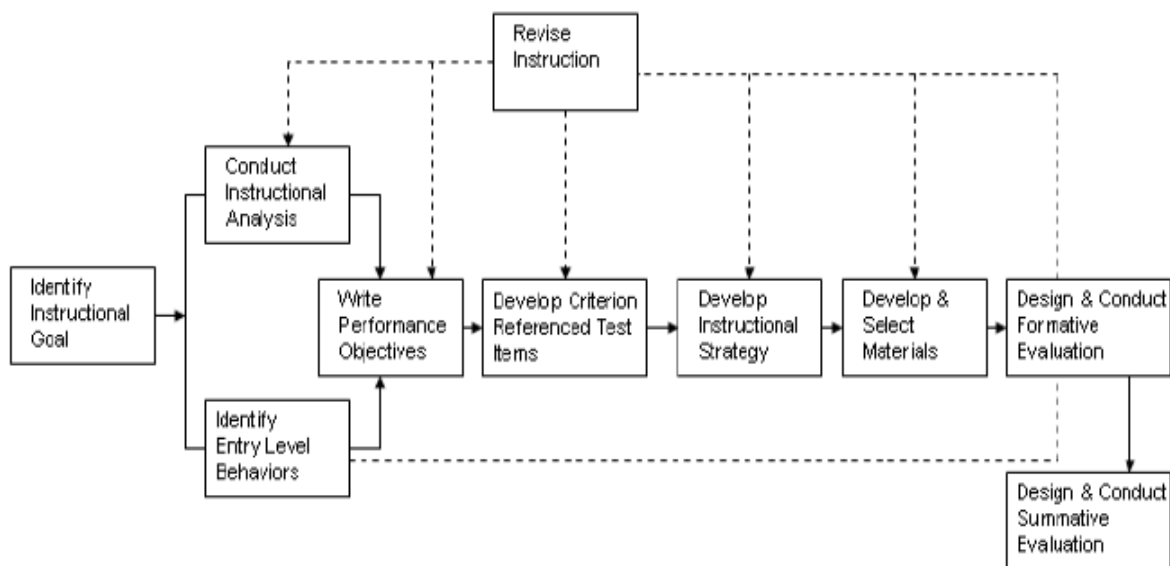 Revise
Instruction
Conduct
Instructional
Analysis
Identify
Instructional
Goal
Write
Performance
Objectives
Develop Criterion
Referenced Test
Items
Develop
Instructional
Strategy
Develop &
Select
Materials
Design & Conduct
Formative
Evaluation
Identify
Entry Level
Behaviors
Design & Conduct
Summative
Evaluation